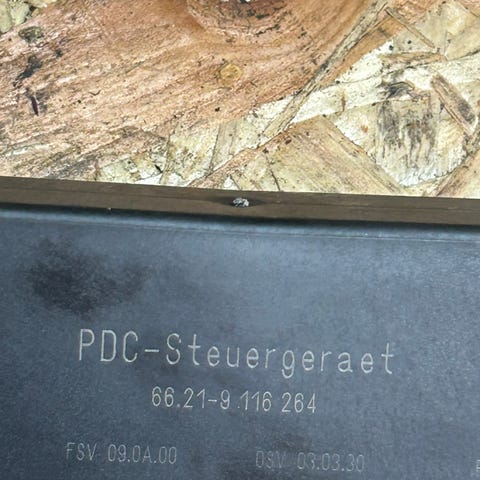 PDC-Steuergeraet
66.21-9 116 264
FSV 09.0A.00 DSV 03.03.30